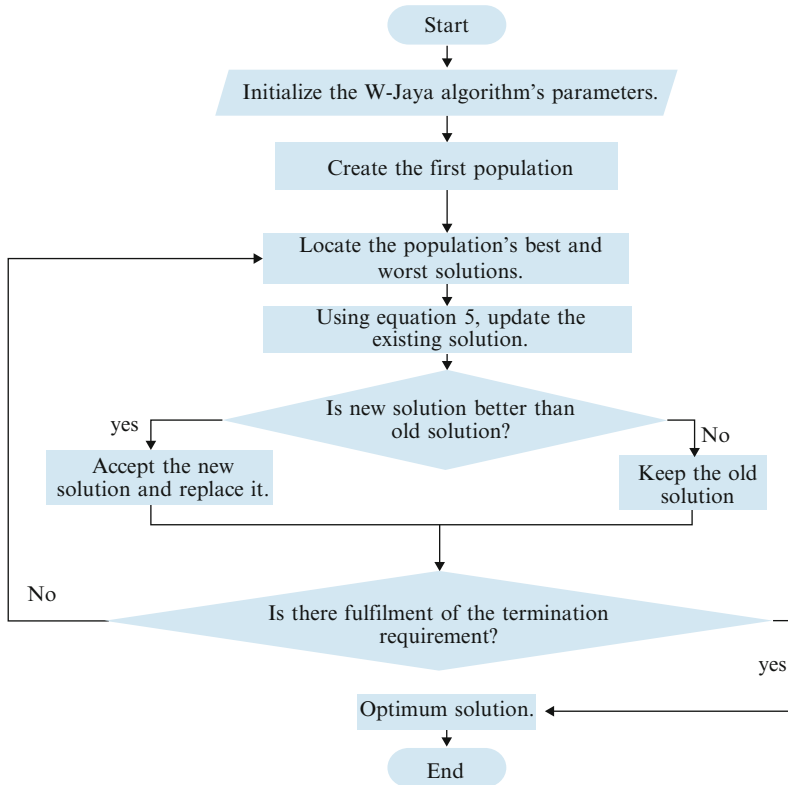 Start
Initialize the W-Jaya algorithm's parameters.
Create the first population
Locate the population's best and
worst solutions.
Using equation 5, update the
existing solution.
Is new solution better than
old solution?
yes
No
Accept the new
solution and replace it.
Keep the old
solution
No
Is there fulfilment of the termination
requirement?
yes
Optimum solution.
End